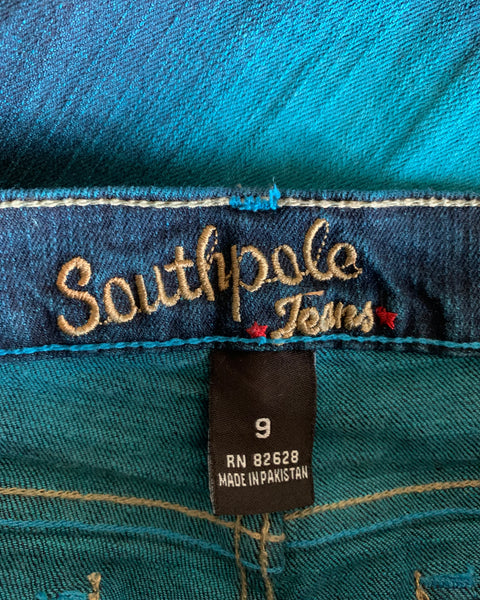 Southpole
Jeans
9
RN 82628
MADE IN PAKISTAN